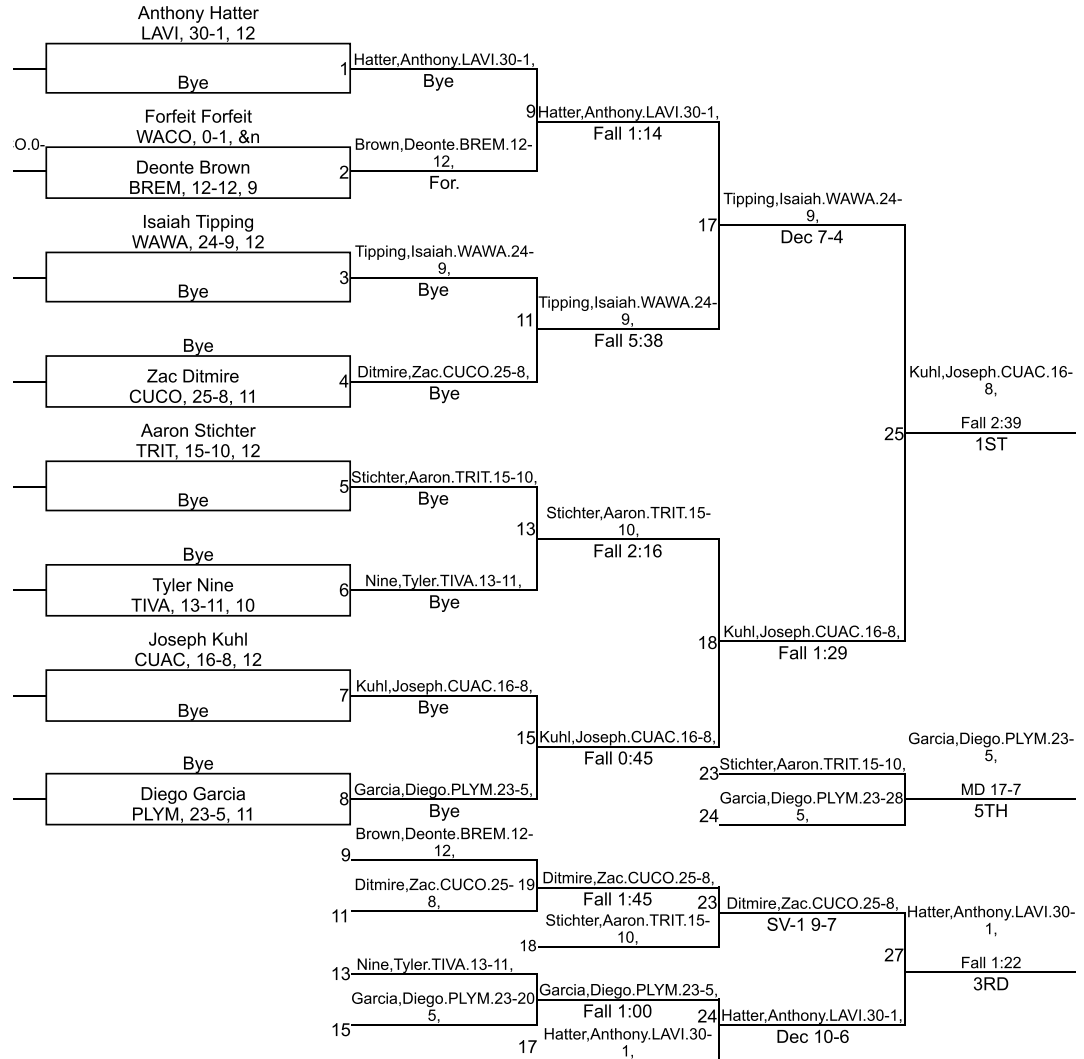 Anthony Hatter
LAVI, 30-1, 12
Bye
1
Hatter,Anthony.LAVI.30-1,
Bye
Forfeit Forfeit
WACO, 0-1, &n
O.0-
Deonte Brown
BREM, 12-12, 9
2
Brown,Deonte.BREM.12-
12,
For.
9
Hatter,Anthony.LAVI.30-1,
Fall 1:14
Isaiah Tipping
WAWA, 24-9, 12
Bye
3
Tipping,Isaiah.WAWA.24-
9,
Bye
Bye
Zac Ditmire
CUCO, 25-8, 11
4
Ditmire,Zac.CUCO.25-8,
Bye
11
Tipping,Isaiah.WAWA.24-
9,
Fall 5:38
17
Tipping,Isaiah.WAWA.24-
9,
Dec 7-4
Aaron Stichter
TRIT, 15-10, 12
Bye
5
Stichter,Aaron.TRIT.15-10,
Bye
Bye
Tyler Nine
TIVA, 13-11, 10
6
Nine,Tyler.TIVA.13-11,
Bye
13
Stichter,Aaron.TRIT.15-
10,
Fall 2:16
Joseph Kuhl
CUAC, 16-8, 12
Bye
7
Kuhl,Joseph.CUAC.16-8,
Bye
Bye
Diego Garcia
PLYM, 23-5, 11
8
Garcia,Diego.PLYM.23-5,
Bye
15
Kuhl,Joseph.CUAC.16-8,
Fall 0:45
18
Kuhl,Joseph.CUAC.16-8,
Fall 1:29
25
Kuhl,Joseph.CUAC.16-
8,
Fall 2:39
1ST
23
Stichter,Aaron.TRIT.15-10,
24
Garcia,Diego.PLYM.23-
5,
28
Garcia,Diego.PLYM.23-
5,
MD 17-7
5TH
9
Brown,Deonte.BREM.12-
12,
11
Ditmire,Zac.CUCO.25-
8,
19
Ditmire,Zac.CUCO.25-8,
Fall 1:45
18
Stichter,Aaron.TRIT.15-
10,
23
Ditmire,Zac.CUCO.25-8,
SV-1 9-7
13
Nine,Tyler.TIVA.13-11,
15
Garcia,Diego.PLYM.23-
5,
20
Garcia,Diego.PLYM.23-5,
Fall 1:00
17
Hatter,Anthony.LAVI.30-
1,
24
Hatter,Anthony.LAVI.30-1,
Dec 10-6
27
Hatter,Anthony.LAVI.30-
1,
Fall 1:22
3RD